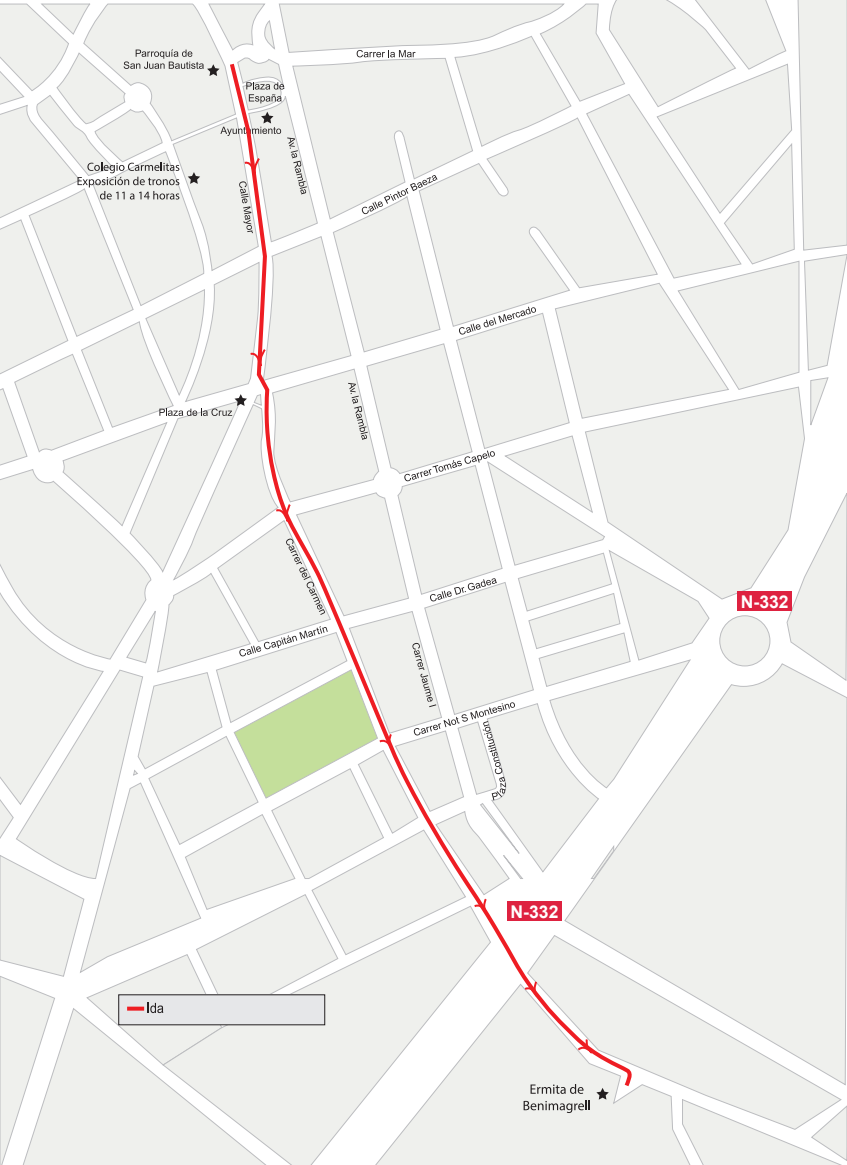 Parroquía de
San Juan Bautista
Carrer la Mar
Plaza de
España
Ayuntamiento
Av. la Rambla
Colegio Carmelitas
Exposición de tronos
de 11 a 14 horas
Calle Mayor
Calle Pintor Baeza
Calle del Mercado
Av. la Rambla
Plaza de la Cruz
Carrer Tomás Capelo
Carrer del Carmen
Calle Dr. Gadea
N-332
Calle Capitán Martín
Carrer Jaume I
Carrer Not S Montesino
Plaza Constitución
N-332
Ida
Ermita de
Benimagrell